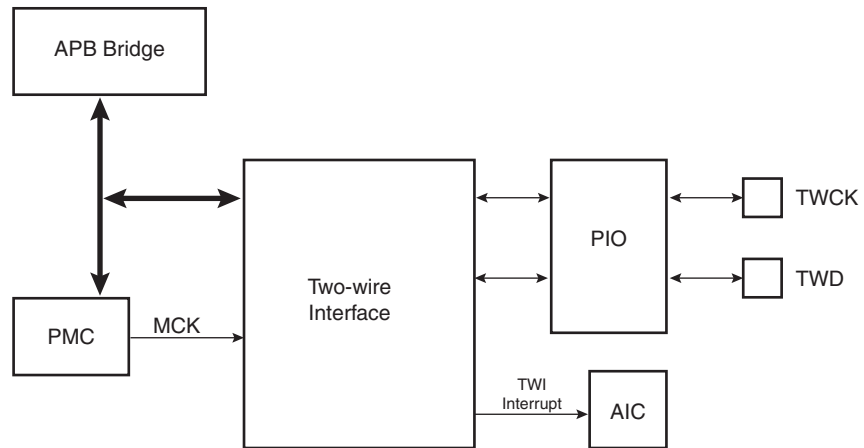 APB Bridge
TWCK
PIO
Two-wire
Interface
TWD
MCK
PMC
TWI
Interrupt
AIC